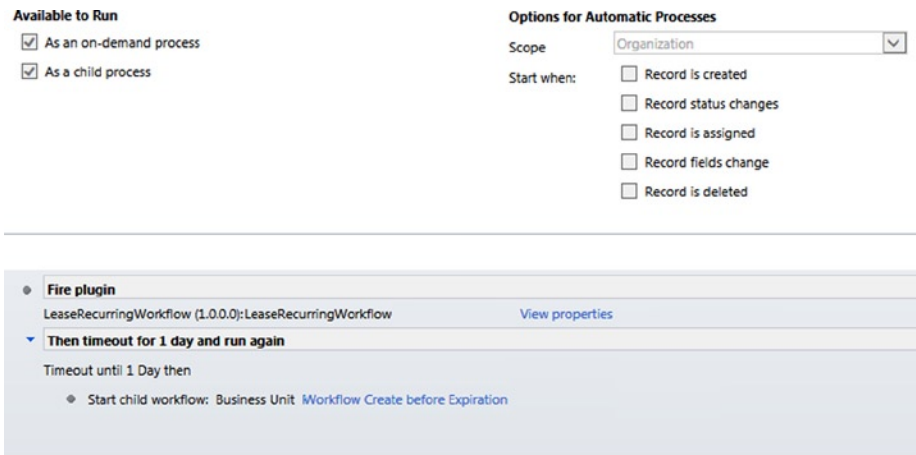 Available to Run
As an on-demand process
As a child process
Options for Automatic Processes
Scope Organization
Start when: Record is created
Record status changes
Record is assigned
Record fields change
Record is deleted
Fire plugin
LeaseRecurringWorkflow (1.0.0.0):LeaseRecurringWorkflow View properties
Then timeout for 1 day and run again
Timeout until 1 Day then
Start child workflow: Business Unit Workflow Create before Expiration